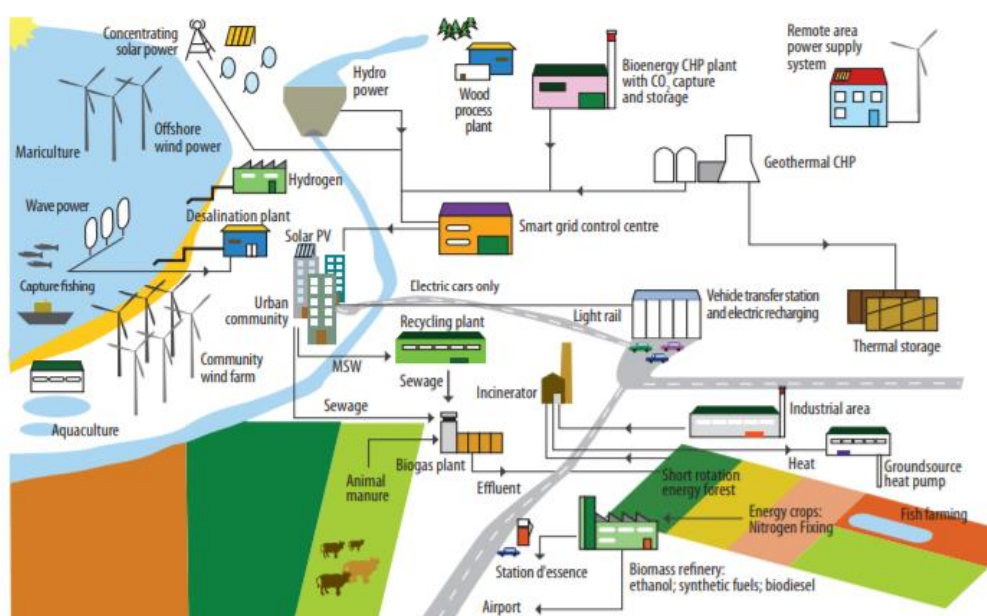 Concentrating
solar power
Hydro
power
Wood
process
plant
Bioenergy CHP plant
with CO2 capture
and storage
Remote area
power supply
system
Mariculture
Offshore
wind power
Hydrogen
Geothermal CHP
Wave power
Desalination plant
Solar PV
Smart grid control centre
Capture fishing
Urban
community
Electric cars only
Light rail
Vehicle transfer station
and electric recharging
Thermal storage
Recycling plant
MSW
Community
wind farm
Sewage
Incinerator
Industrial area
Sewage
Aquaculture
Biogas plant
Heat
Groundsource
heat pump
Animal
manure
Effluent
Short rotation
energy forest
Energy crops:
Nitrogen Fixing
Fish farming
Station d'essence
Biomass refinery:
ethanol; synthetic fuels; biodiesel
Airport